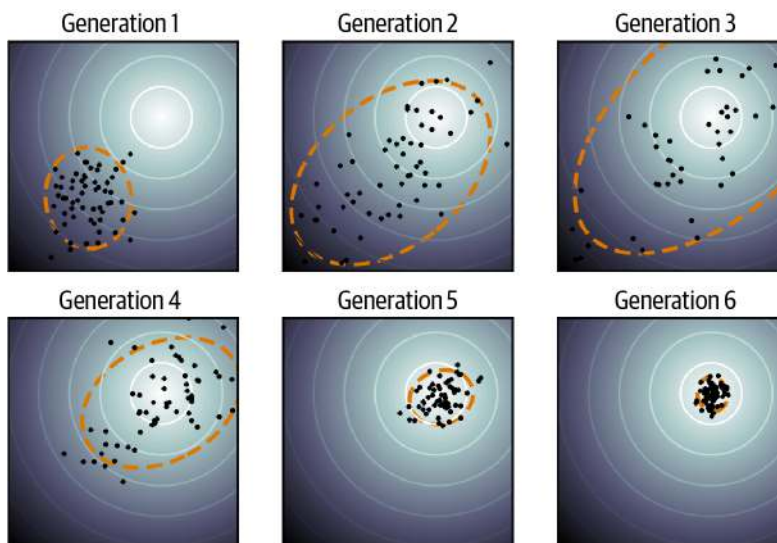 Generation 1
Generation 2
Generation 3
Generation 4
Generation 5
Generation 6